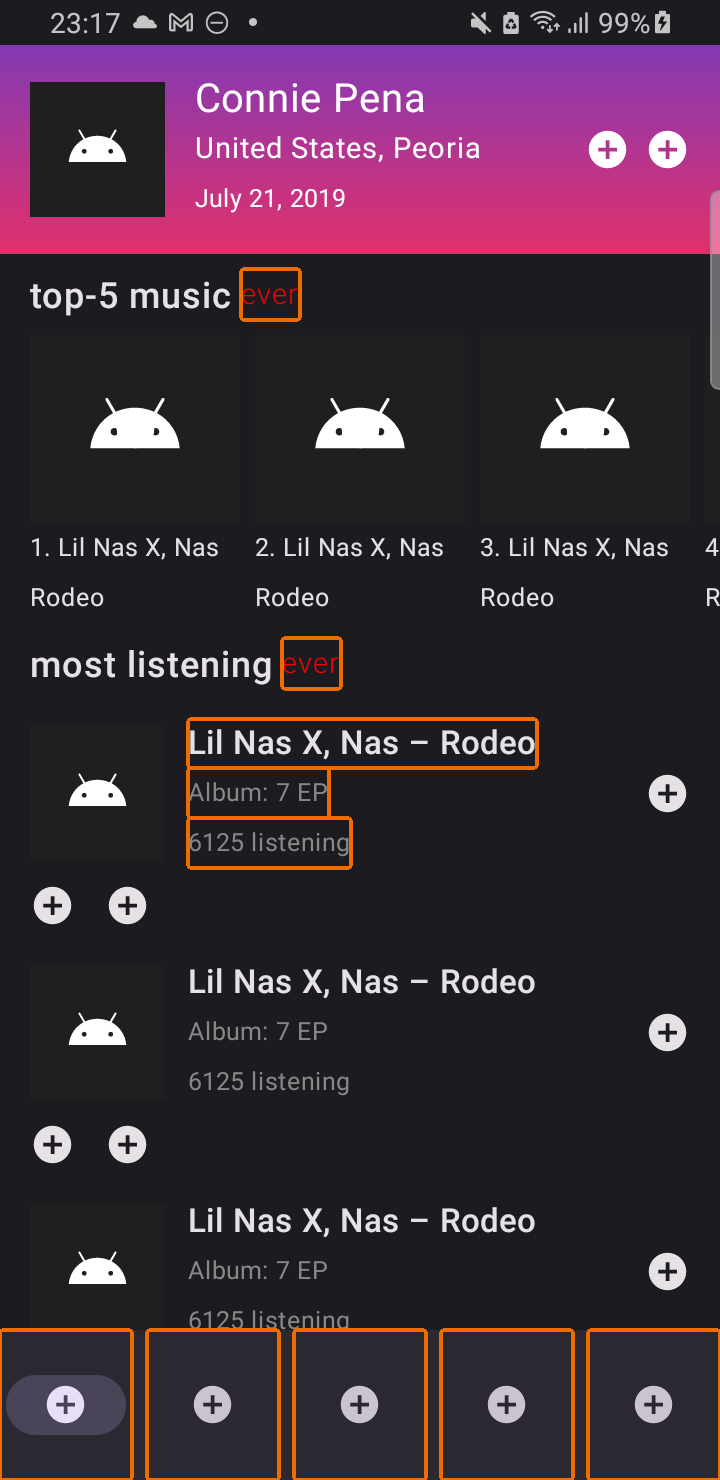 23:17 99%
Connie Pena
United States, Peoria
July 21, 2019
top-5 music ever
1. Lil Nas X, Nas 2. Lil Nas X, Nas 3. Lil Nas X, Nas 4
Rodeo Rodeo Rodeo R
most listening ever
Lil Nas X, Nas – Rodeo
Album: 7 EP
6125 listening
Lil Nas X, Nas – Rodeo
Album: 7 EP
6125 listening
Lil Nas X, Nas – Rodeo
Album: 7 EP
6125 listening